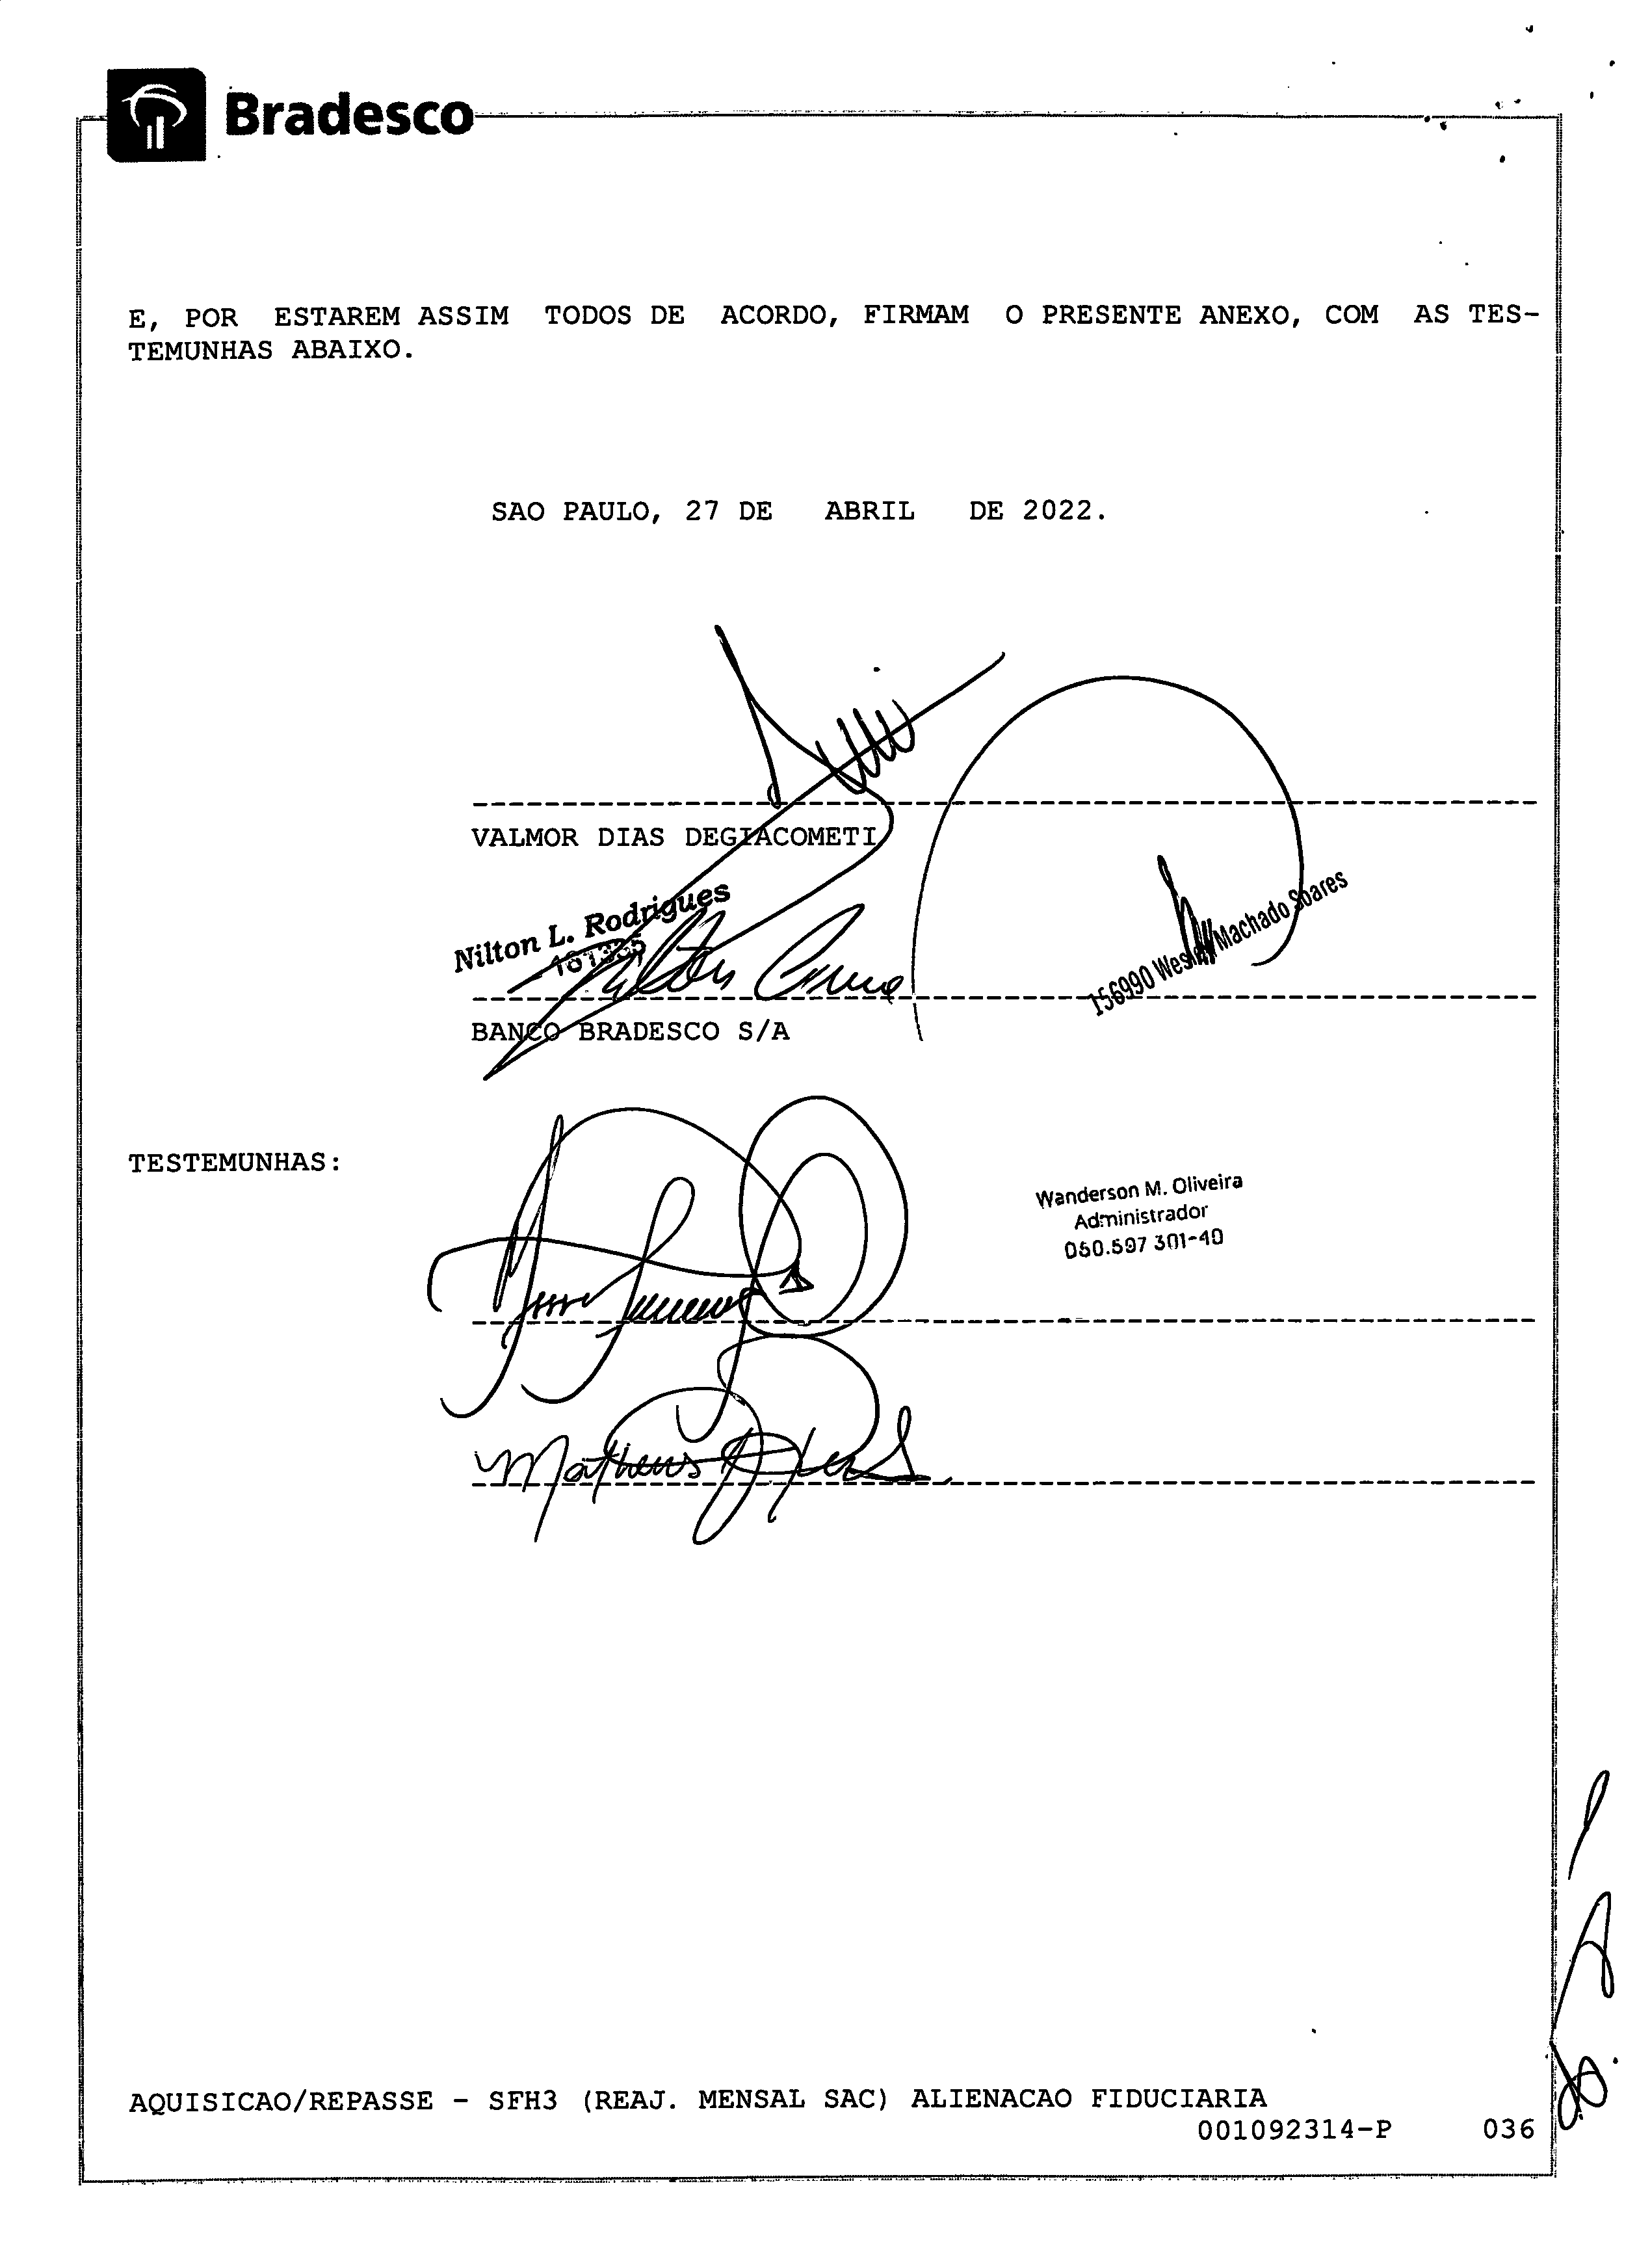 Bradesco
E, POR ESTAREM ASSIM TODOS DE ACORDO, FIRMAM O PRESENTE ANEXO, COM AS TES-
TEMUNHAS ABAIXO.
SAO PAULO, 27 DE ABRIL DE 2022.
VALMOR DIAS DEGIACOMETI
Nilton L. Rodrigues
156990 Wesley Machado Soares
BANCO BRADESCO S/A
TESTEMUNHAS:
Wanderson M. Oliveira
Administrador
050.597 301-40
Matheus
AQUISICAO/REPASSE - SFH3 (REAJ. MENSAL SAC) ALIENACAO FIDUCIARIA
001092314-P 036